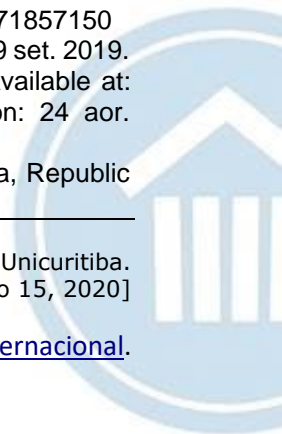 71857150
9 set. 2019.
vailable at:
on: 24 aor.
a, Republic
Unicuritiba.
o 15, 2020]
ernacional.